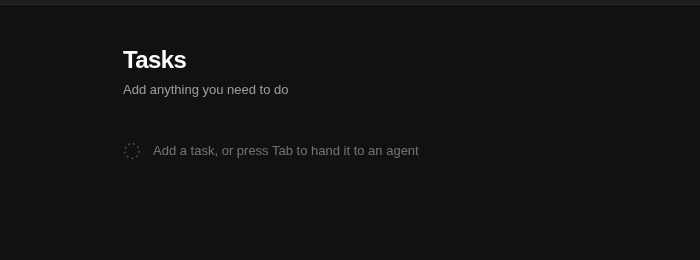 Tasks
Add anything you need to do
Add a task, or press Tab to hand it to an agent